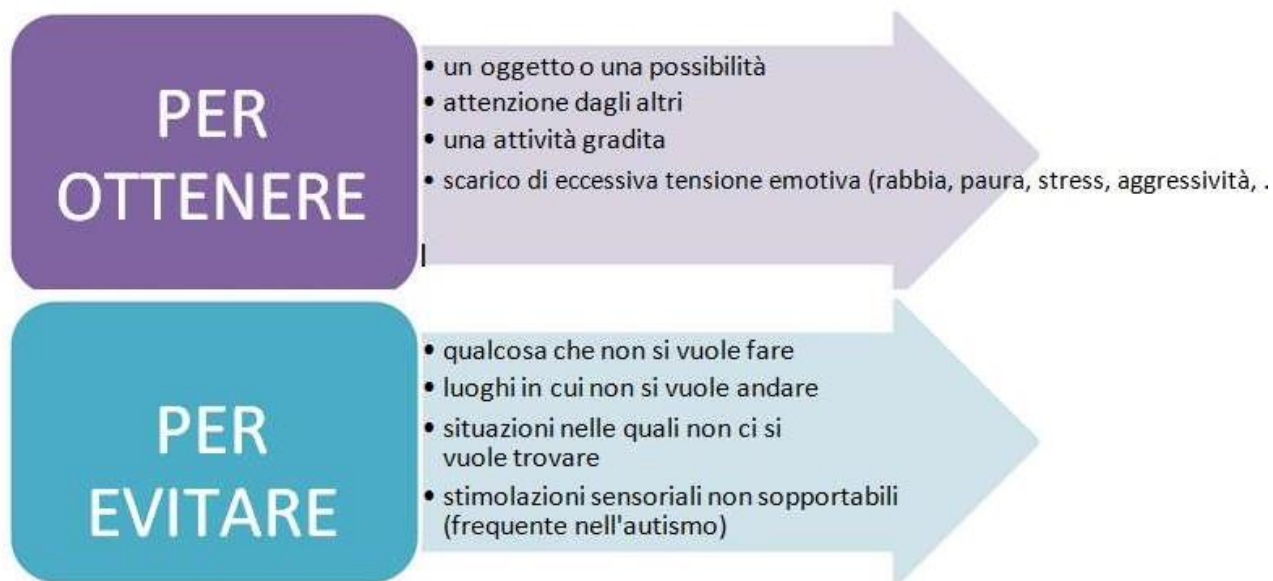 PER
OTTENERE
• un oggetto o una possibilità
• attenzione dagli altri
• una attività gradita
• scarico di eccessiva tensione emotiva (rabbia, paura, stress, aggressività, .
PER
EVITARE
• qualcosa che non si vuole fare
• luoghi in cui non si vuole andare
• situazioni nelle quali non ci si
vuole trovare
• stimolazioni sensoriali non sopportabili
(frequente nell'autismo)